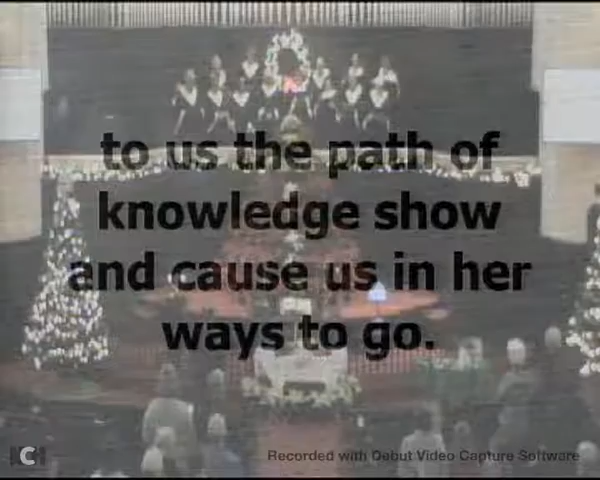 to us the path of
knowledge show
and cause us in her
ways to go.
C
Recorded with Debut Video Capture Software